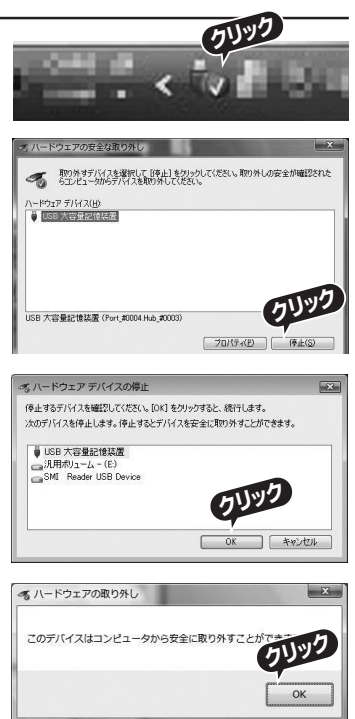 クリック
ハードウェアの安全な取り外し
取り外すデバイスを選択して [停止] をクリックしてください。取り外しの安全が確認された
らコンピュータからデバイスを取り外してください。
ハードウェア デバイス(H):
USB 大容量記憶装置
クリック
USB 大容量記憶装置 (Port_#0004.Hub_#0003)
プロパティ(P)
停止(S)
ハードウェア デバイスの停止
停止するデバイスを確認してください。[OK] をクリックすると、続行します。
次のデバイスを停止します。停止するとデバイスを安全に取り外すことができます。
USB 大容量記憶装置
汎用ボリューム - (E:)
SMI Reader USB Device
クリック
OK
キャンセル
ハードウェアの取り外し
このデバイスはコンピュータから安全に取り外すことがで
クリック
OK